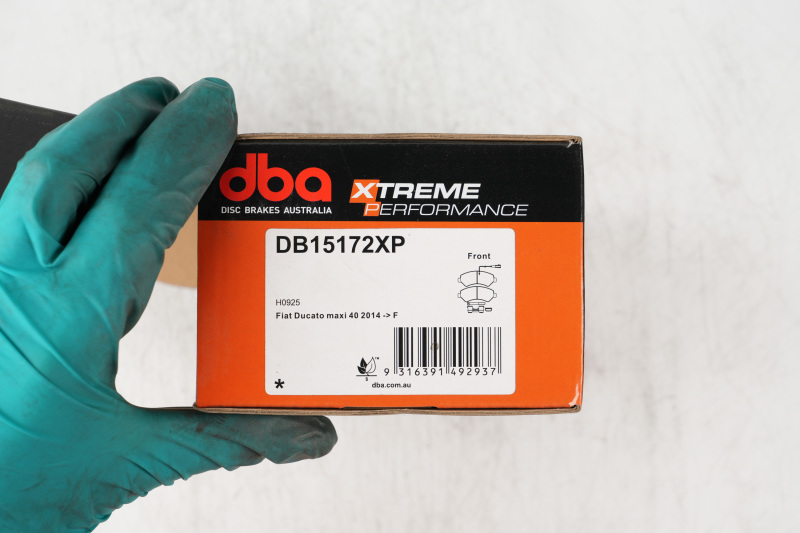 dba
DISC BRAKES AUSTRALIA
XTREME
PERFORMANCE
DB15172XP
Front
H0925
Fiat Ducato maxi 40 2014 -> F
9 316391 492937
*
dba.com.au